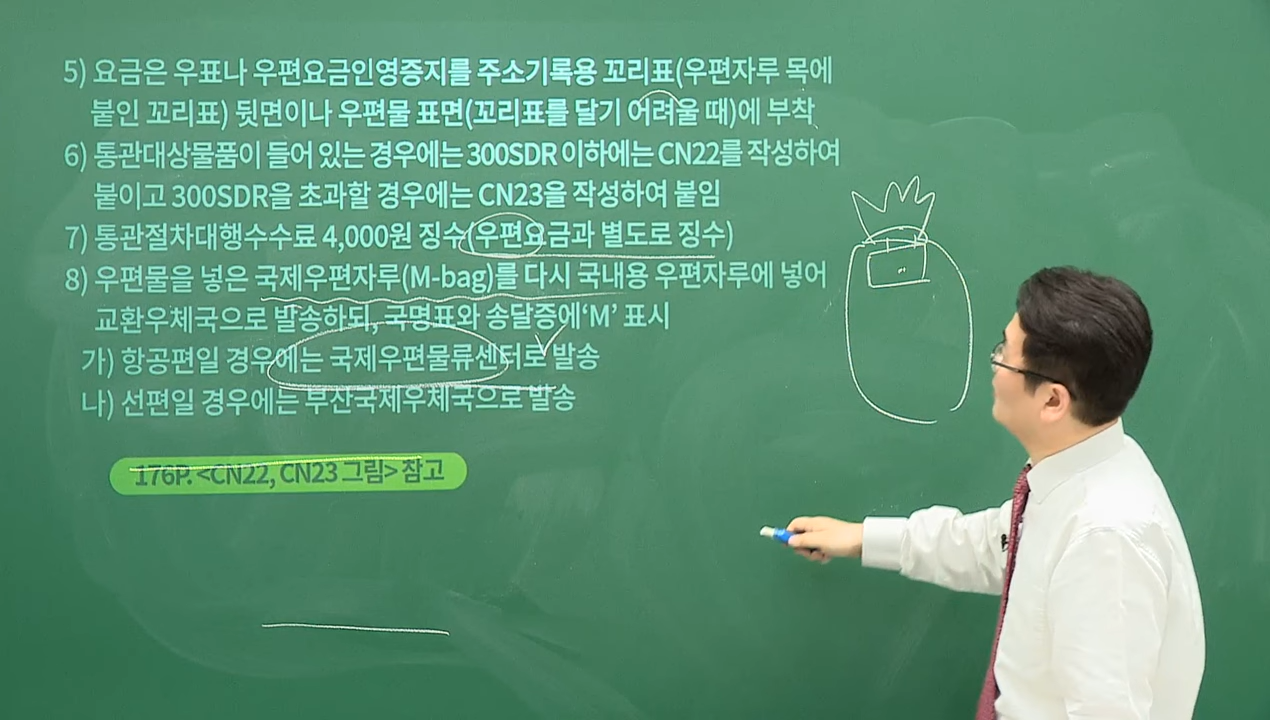 5) 요금은 우표나 우편요금인영증지를 주소기록용 꼬리표(우편자루 목에
붙인 꼬리표) 뒷면이나 우편물 표면(꼬리표를 달기 어려울 때)에 부착
6) 통관대상물품이 들어 있는 경우에는 300SDR 이하에는 CN22를 작성하여
붙이고 300SDR을 초과할 경우에는 CN23을 작성하여 붙임
7) 통관절차대행수수료 4,000원 징수(우편요금과 별도로 징수)
8) 우편물을 넣은 국제우편자루(M-bag)를 다시 국내용 우편자루에 넣어
교환우체국으로 발송하되, 국명표와 송달증에 ‘M’ 표시
가) 항공편일 경우에는 국제우편물류센터로 발송
나) 선편일 경우에는 부산국제우체국으로 발송
176P. <CN22, CN23 그림> 참고